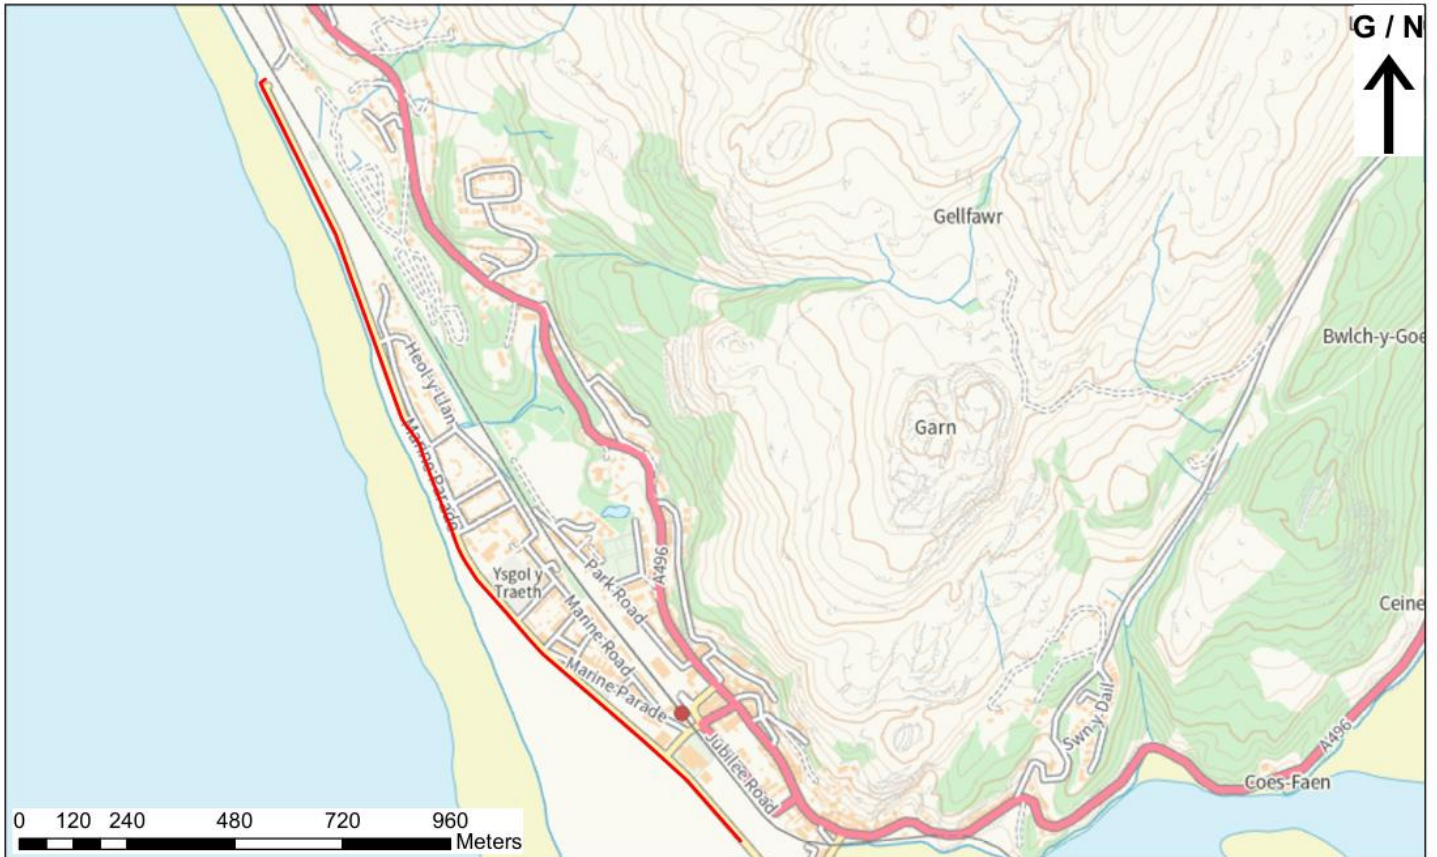 G / N
Gellfawr
Bwlch-y-Goe
Heol-y-Llan
Garn
Marine Parade
A496
Ysgol y
Traeth
Park Road
Ceine
Marine Road
Marine Parade
Swn-y-Dail
Jubilee Road
A496
Coes-Faen
0 120 240 480 720 960
Meters